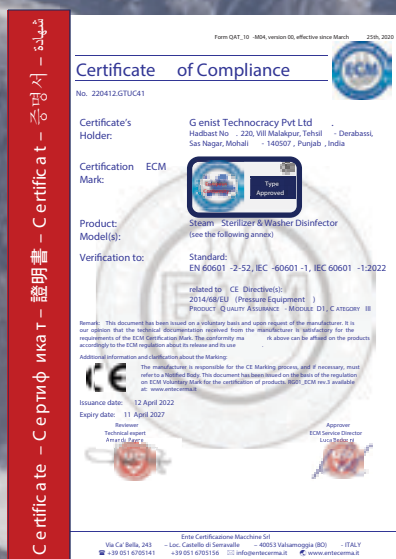 Form QAT_10 -M04, version 00, effective since March 25th, 2020
Certificate of Compliance
ECM
No. 220412.GTUC41
Certificate's Holder:
G enist Technocracy Pvt Ltd .
Hadbast No . 220, Vill Malakpur, Tehsil - Derabassi,
Sas Nagar, Mohali - 140507 , Punjab , India
Certification ECM
Mark:
Type
Approved
Product:
Steam Sterilizer & Washer Disinfector
Model(s):
(see the following annex)
Verification to:
Standard:
EN 60601 -2-52, IEC -60601 -1, IEC 60601 -1:2022
related to CE Directive(s):
2014/68/EU (Pressure Equipment )
PRODUCT QUALITY ASSURANCE - MODULE D1, CATEGORY III
Remark: This document has been issued on a voluntary basis and upon request of the manufacturer. It is
our opinion that the technical documentation received from the manufacturer is satisfactory for the
requirements of the ECM Certification Mark. The conformity ma rk above can be affixed on the products
accordingly to the ECM regulation about its release and its use
Additional information and clarification about the Marking:
CE
The manufacturer is responsible for the CE Marking process, and if necessary, must
refer to a Notified Body. This document has been issued on the basis of the regulation
on ECM Voluntary Mark for the certification of products. RG01_ECM rev.3 available
at: www.entecerma.it
Issuance date: 12 April 2022
Expiry date: 11 April 2027
Reviewer
Technical expert
Amanda Payne
Approver
ECM Service Director
Luca Bedonni
Ente Certificazione Macchine Srl
Via Ca' Bella, 243 – Loc. Castello di Serravalle – 40053 Valsamoggia (BO) - ITALY
☎ +39 051 6705141 +39 051 6705156 ✉ info@entecerma.it www.entecerma.it
Certificate – Сертификат – 證明書 – Certificat – 증명서 – شهادة